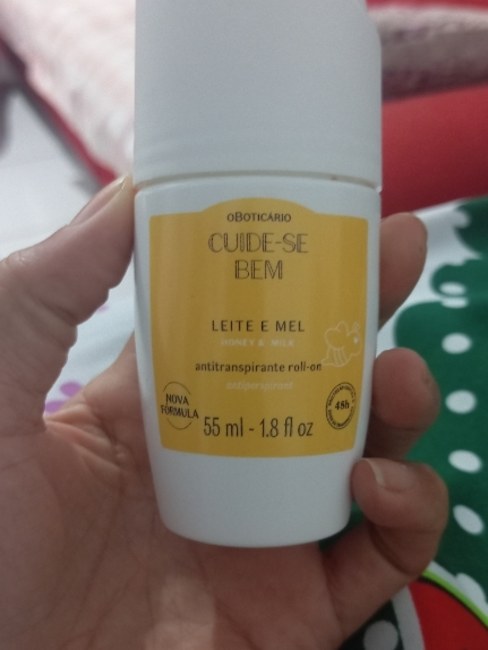 oBOTICÁRIO
CUIDE-SE
BEM
LEITE E MEL
HONEY & MILK
antitranspirante roll-on
antiperspirant
NOVA
FÓRMULA
48h
55 ml - 1.8 fl oz